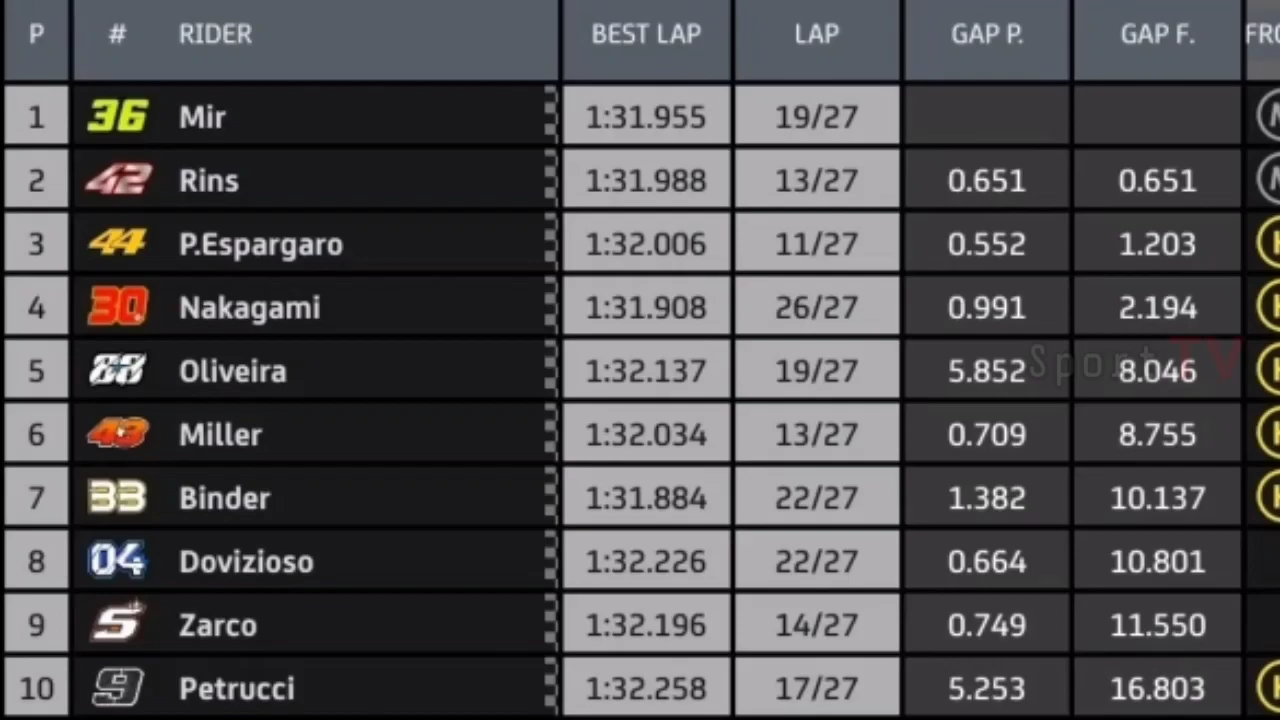 P # RIDER BEST LAP LAP GAP P. GAP F.
1 36 Mir 1:31.955 19/27
2 42 Rins 1:31.988 13/27 0.651 0.651
3 44 P.Espargaro 1:32.006 11/27 0.552 1.203
4 30 Nakagami 1:31.908 26/27 0.991 2.194
5 88 Oliveira 1:32.137 19/27 5.852 8.046
Sport TV
6 43 Miller 1:32.034 13/27 0.709 8.755
7 33 Binder 1:31.884 22/27 1.382 10.137
8 04 Dovizioso 1:32.226 22/27 0.664 10.801
9 5 Zarco 1:32.196 14/27 0.749 11.550
10 9 Petrucci 1:32.258 17/27 5.253 16.803